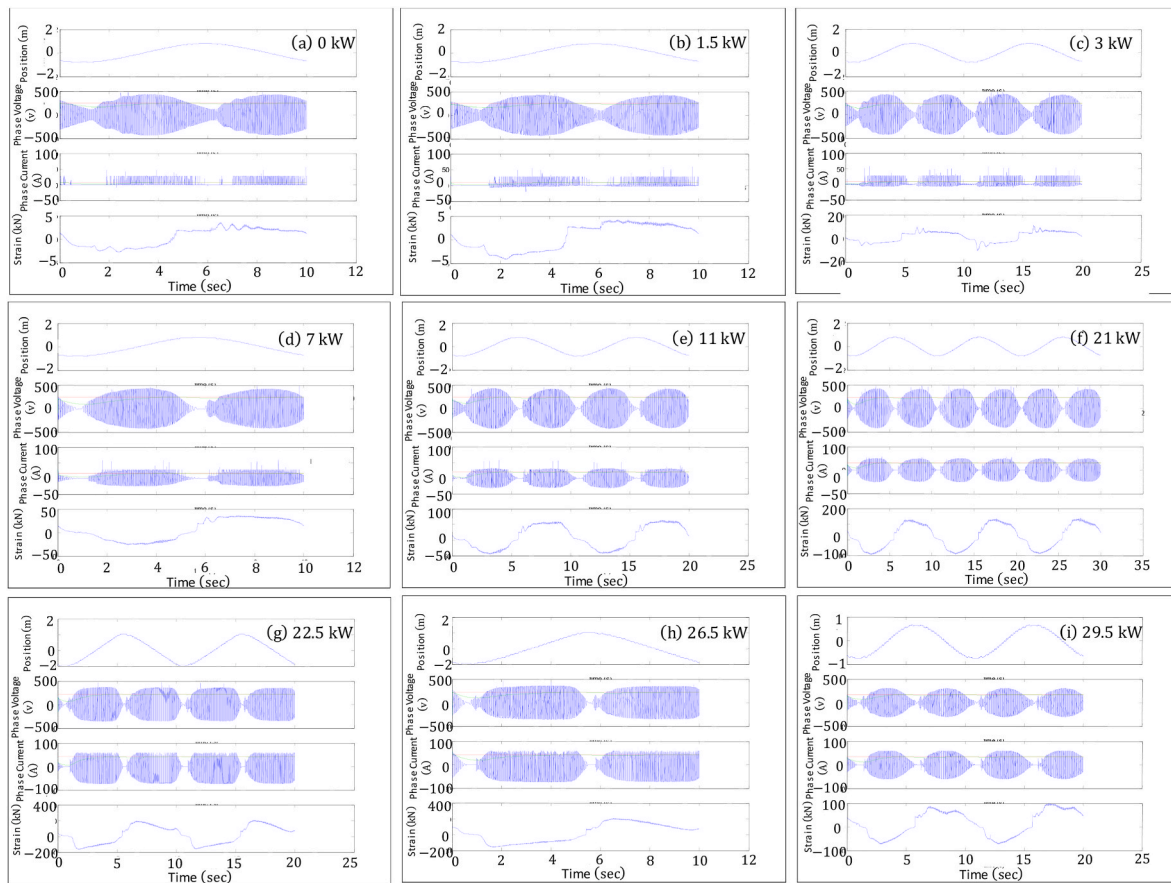 (a) 0 kW
Position (m)
2
0
−2
Phase Voltage (v)
500
0
−500
Phase Current (A)
100
0
−50
Strain (kN)
5
0
−5
0 2 4 6 8 10 12
Time (sec)
(b) 1.5 kW
Position (m)
2
0
−2
Phase Voltage (v)
500
0
−500
Phase Current (A)
100
50
0
−50
Strain (kN)
5
0
−5
0 2 4 6 8 10 12
Time (sec)
(c) 3 kW
Position (m)
2
0
−2
Phase Voltage (v)
500
0
−500
Phase Current (A)
100
50
0
−50
Strain (kN)
20
0
−20
0 5 10 15 20 25
Time (sec)
(d) 7 kW
Position (m)
2
0
−2
Phase Voltage (v)
500
0
−500
Phase Current (A)
100
0
−50
Strain (kN)
50
0
−50
0 2 4 6 8 10 12
Time (sec)
(e) 11 kW
Position (m)
2
0
−2
Phase Voltage (v)
500
0
−500
Phase Current (A)
100
50
0
−50
Strain (kN)
100
50
0
−50
0 5 10 15 20 25
Time (sec)
(f) 21 kW
Position (m)
2
0
−2
Phase Voltage (v)
500
0
−500
Phase Current (A)
100
50
0
−50
Strain (kN)
200
0
−100
0 5 10 15 20 25 30 35
Time (sec)
(g) 22.5 kW
Position (m)
2
0
−2
Phase Voltage (v)
500
0
−500
Phase Current (A)
100
0
−100
Strain (kN)
400
0
−200
0 5 10 15 20 25
Time (sec)
(h) 26.5 kW
Position (m)
2
0
−2
Phase Voltage (v)
500
0
−500
Phase Current (A)
100
0
−100
Strain (kN)
400
0
−200
0 2 4 6 8 10 12
Time (sec)
(i) 29.5 kW
Position (m)
1
0
−1
Phase Voltage (v)
500
0
−500
Phase Current (A)
100
0
−100
Strain (kN)
100
0
−100
0 5 10 15 20 25
Time (sec)